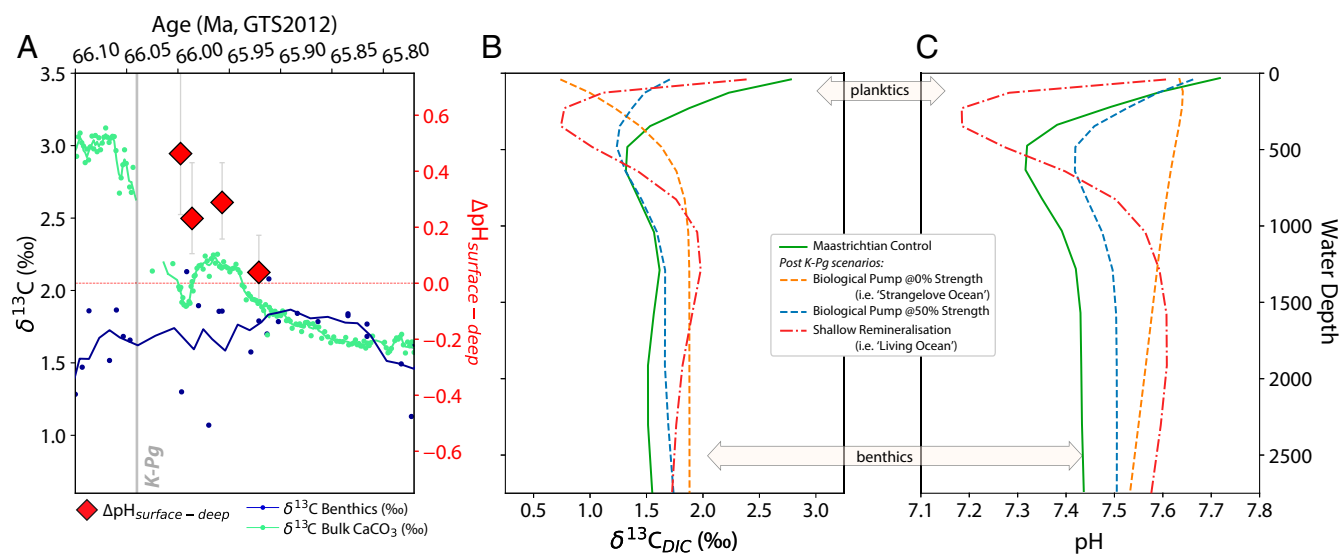 Age (Ma, GTS2012)
A
B
C
66.10 66.05 66.00 65.95 65.90 65.85 65.80
3.5
3.0
2.5
2.0
1.5
1.0
δ¹³C (‰)
0.6
0.4
0.2
0.0
−0.2
−0.4
−0.6
ΔpH_surface−deep
K-Pg
ΔpH_surface−deep
δ¹³C Benthics (‰)
δ¹³C Bulk CaCO₃ (‰)
planktics
benthics
0.5 1.0 1.5 2.0 2.5 3.0
δ¹³C_DIC (‰)
Maastrichtian Control
Post K-Pg scenarios:
Biological Pump @0% Strength
(i.e. ‘Strangelove Ocean’)
Biological Pump @50% Strength
Shallow Remineralisation
(i.e. ‘Living Ocean’)
7.1 7.2 7.3 7.4 7.5 7.6 7.7 7.8
pH
0
500
1000
1500
2000
2500
Water Depth